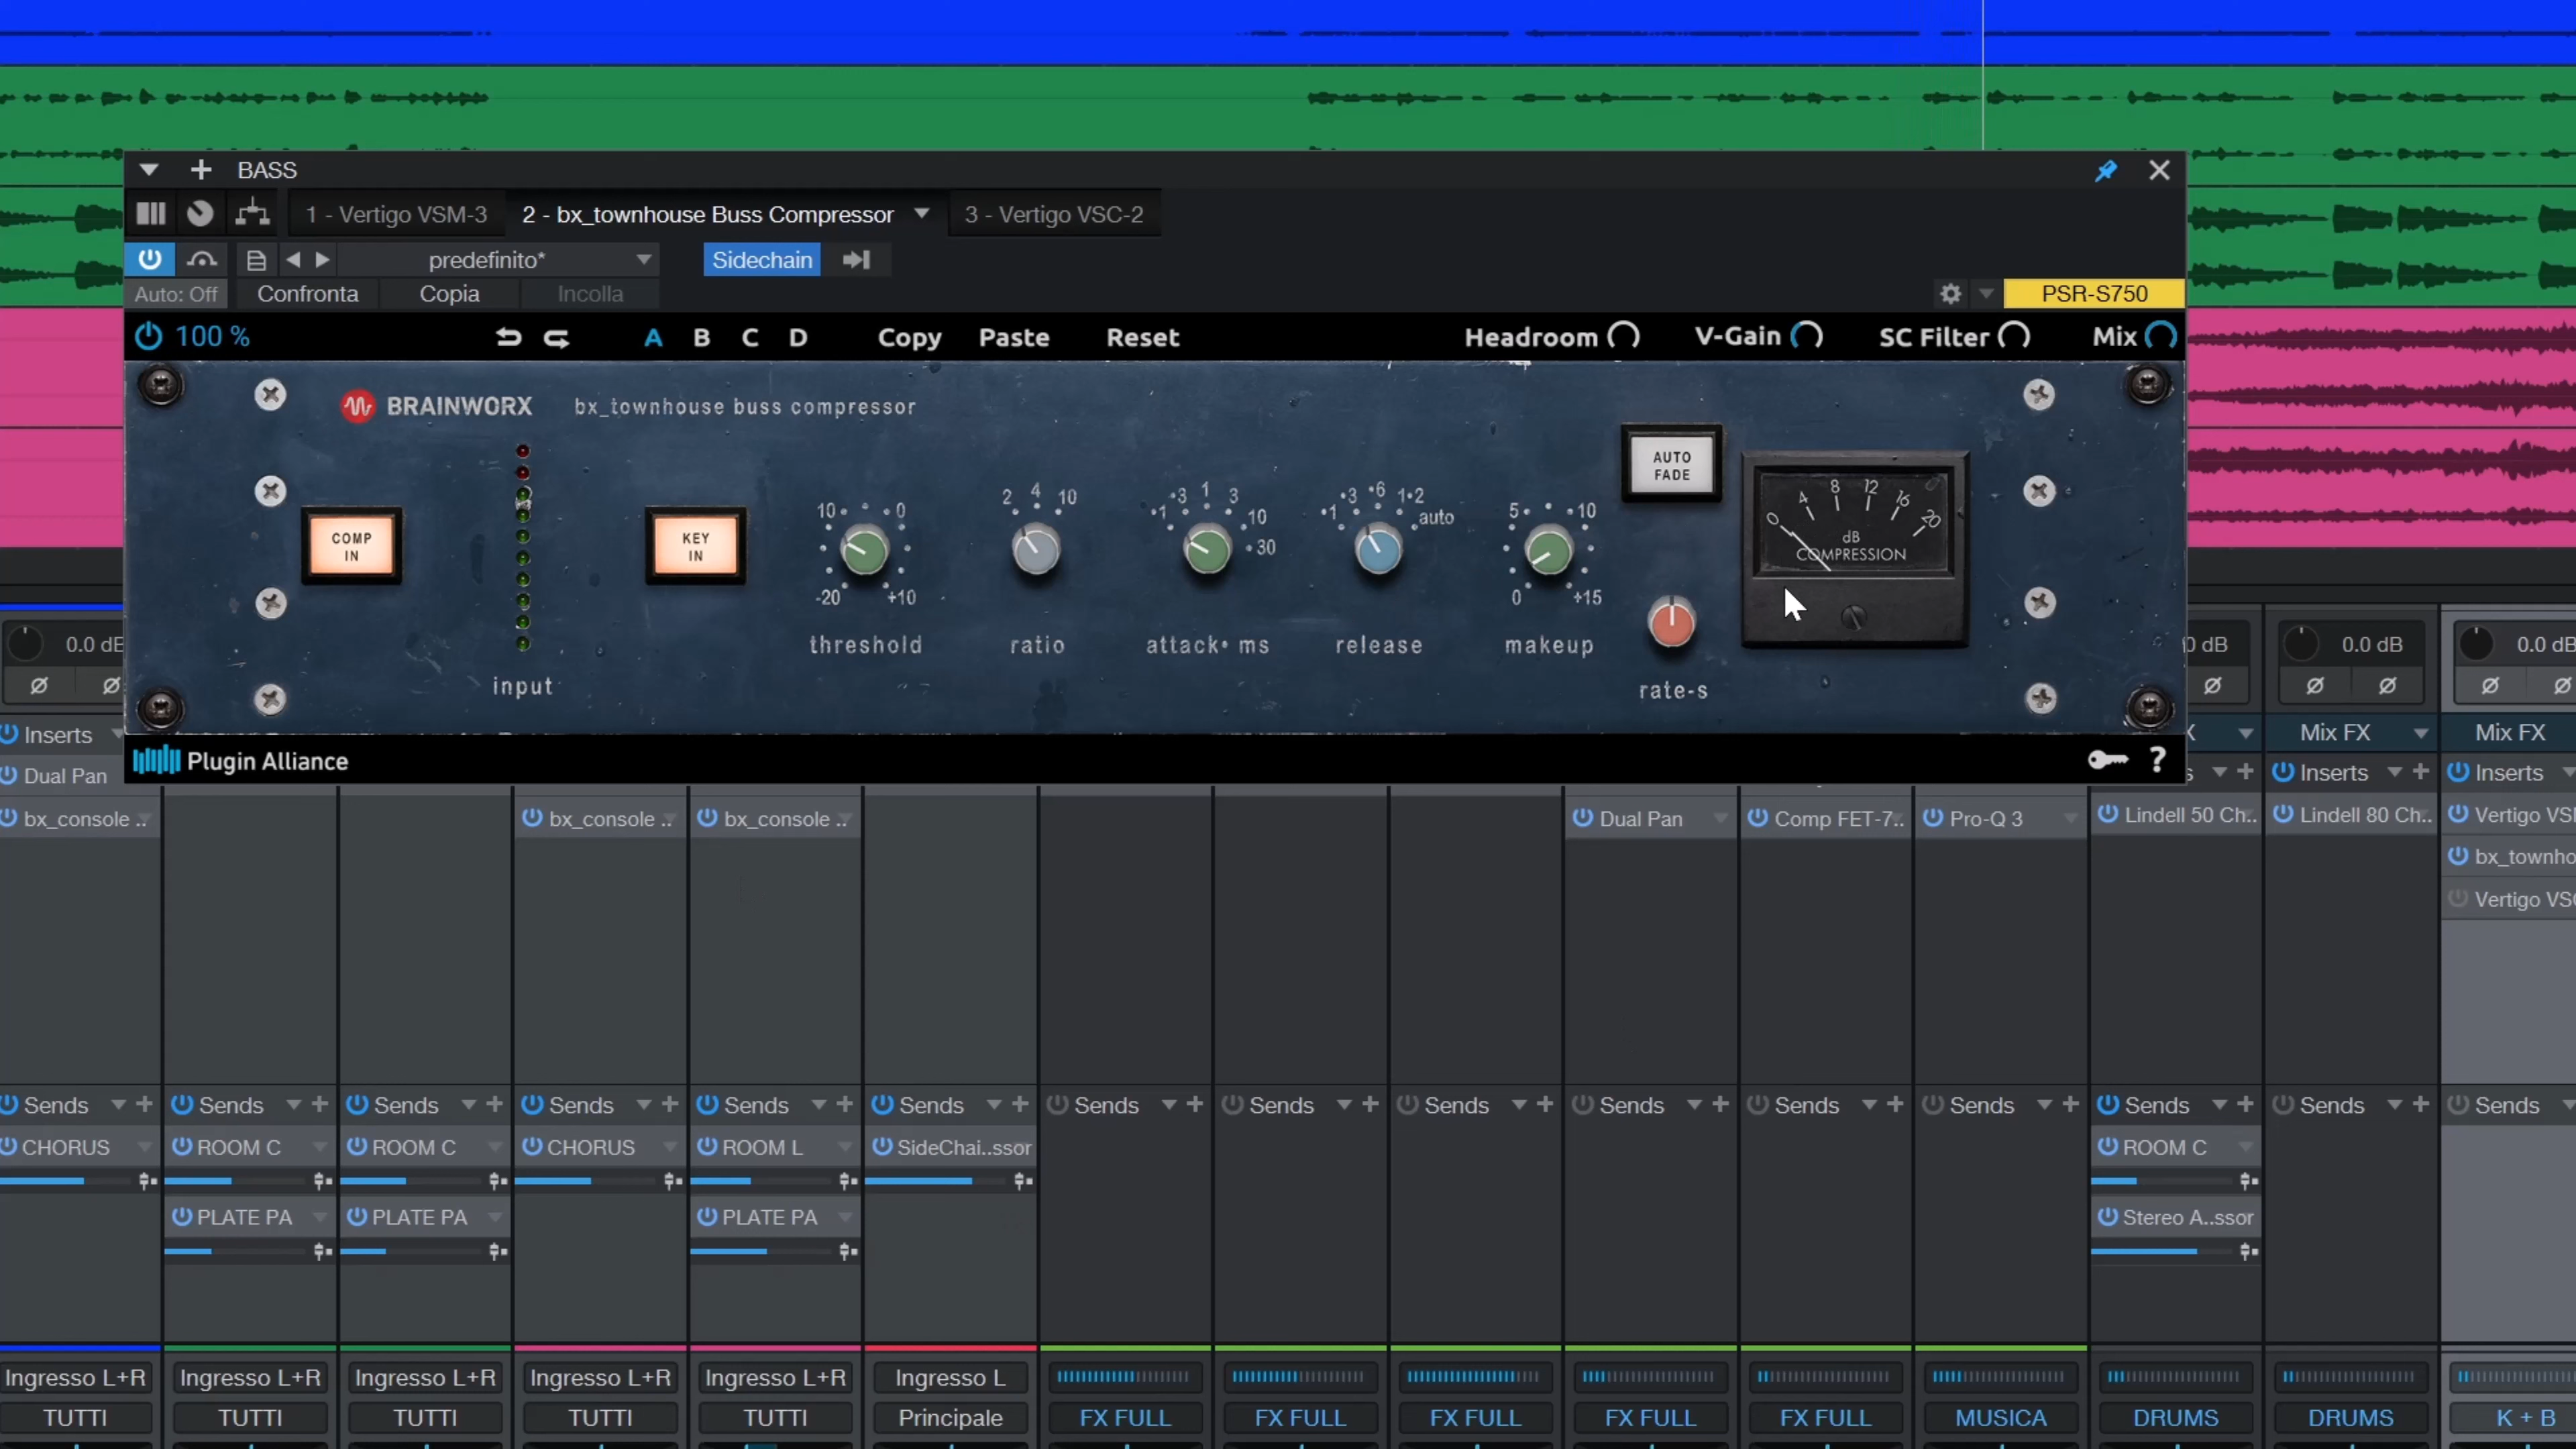 BASS
1 - Vertigo VSM-3 2 - bx_townhouse Buss Compressor 3 - Vertigo VSC-2
predefinito* Sidechain
Auto: Off Confronta Copia Incolla PSR-S750
100 % A B C D Copy Paste Reset Headroom V-Gain SC Filter Mix
BRAINWORX bx_townhouse buss compressor
AUTO FADE
COMP IN
KEY IN
10 0 -20 +10
threshold
2 4 10
ratio
.1 .3 1 3 10 30
attack• ms
.1 .3 .6 1.2 auto
release
5 10 0 +15
makeup
rate-s
0 4 8 12 16 20
dB
COMPRESSION
input
0.0 dB 0.0 dB 0.0 dB
Plugin Alliance ?
Inserts Mix FX Mix FX
Dual Pan Inserts Inserts
bx_console .. bx_console .. bx_console .. Dual Pan Comp FET-7.. Pro-Q 3 Lindell 50 Ch.. Lindell 80 Ch.. Vertigo VS
bx_townho
Vertigo VS
Sends Sends Sends Sends Sends Sends Sends Sends Sends Sends Sends Sends Sends Sends Sends
CHORUS ROOM C ROOM C CHORUS ROOM L SideChai..ssor ROOM C
PLATE PA PLATE PA PLATE PA Stereo A..ssor
Ingresso L+R Ingresso L+R Ingresso L+R Ingresso L+R Ingresso L+R Ingresso L
TUTTI TUTTI TUTTI TUTTI TUTTI Principale FX FULL FX FULL FX FULL FX FULL FX FULL MUSICA DRUMS DRUMS K + B